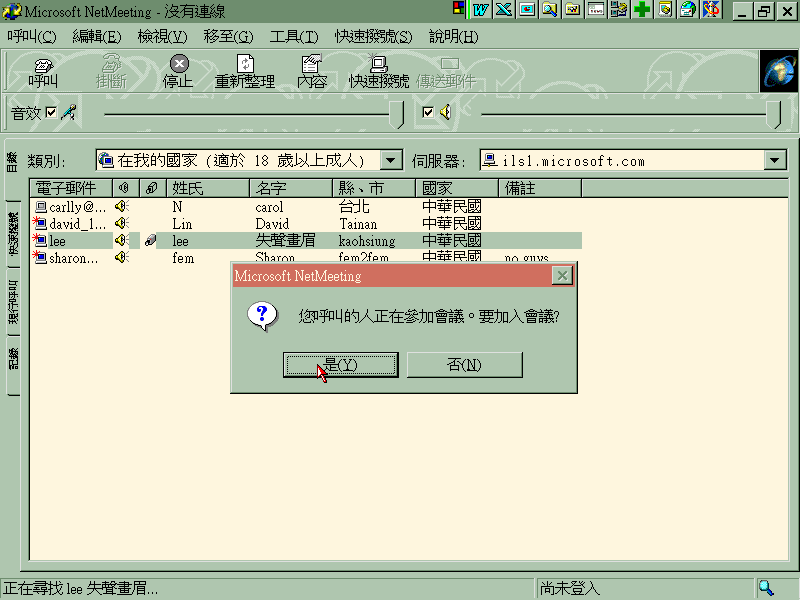 Microsoft NetMeeting - 沒有連線
呼叫(C) 編輯(E) 檢視(V) 移至(G) 工具(T) 快速撥號(S) 說明(H)
呼叫 掛斷 停止 重新整理 內容 快速撥號 傳送郵件
音效
目錄
快速撥號
現行呼叫
記錄
類別: 在我的國家 (適於 18 歲以上成人) 伺服器: ils1.microsoft.com
電子郵件 姓氏 名字 縣、市 國家 備註
carlly@... N carol 台北 中華民國
david_1... Lin David Tainan 中華民國
lee lee 失聲畫眉 kaohsiung 中華民國
sharon... fem Sharon fem2fem 中華民國 no guys
Microsoft NetMeeting
您呼叫的人正在參加會議。要加入會議?
是(Y) 否(N)
正在尋找 lee 失聲畫眉... 尚未登入